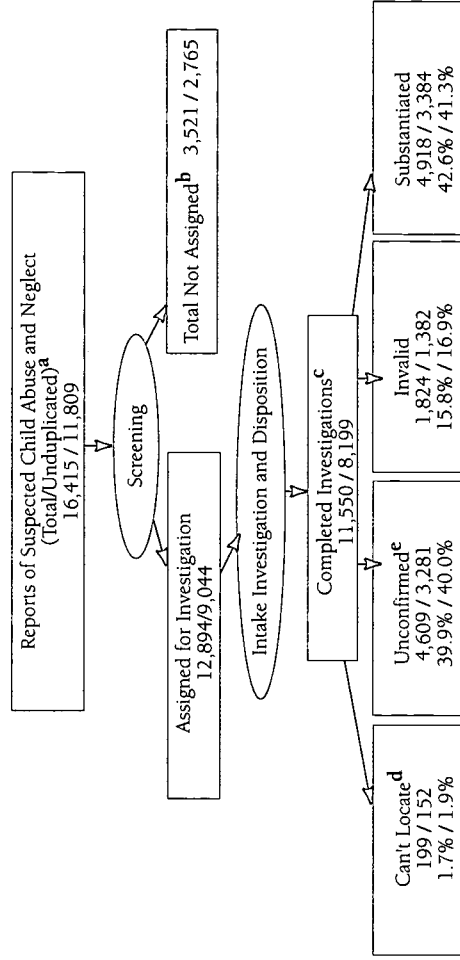 Reports of Suspected Child Abuse and Neglect
(Total/Unduplicated)a
16,415 / 11,809
Screening
Assigned for Investigation
12,894/9,044
Total Not Assignedb 3,521 / 2,765
Intake Investigation and Disposition
Completed Investigationsc
11,550 / 8,199
Can't Located
199 / 152
1.7% / 1.9%
Unconfirmede
4,609 / 3,281
39.9% / 40.0%
Invalid
1,824 / 1,382
15.8% / 16.9%
Substantiated
4,918 / 3,384
42.6% / 41.3%